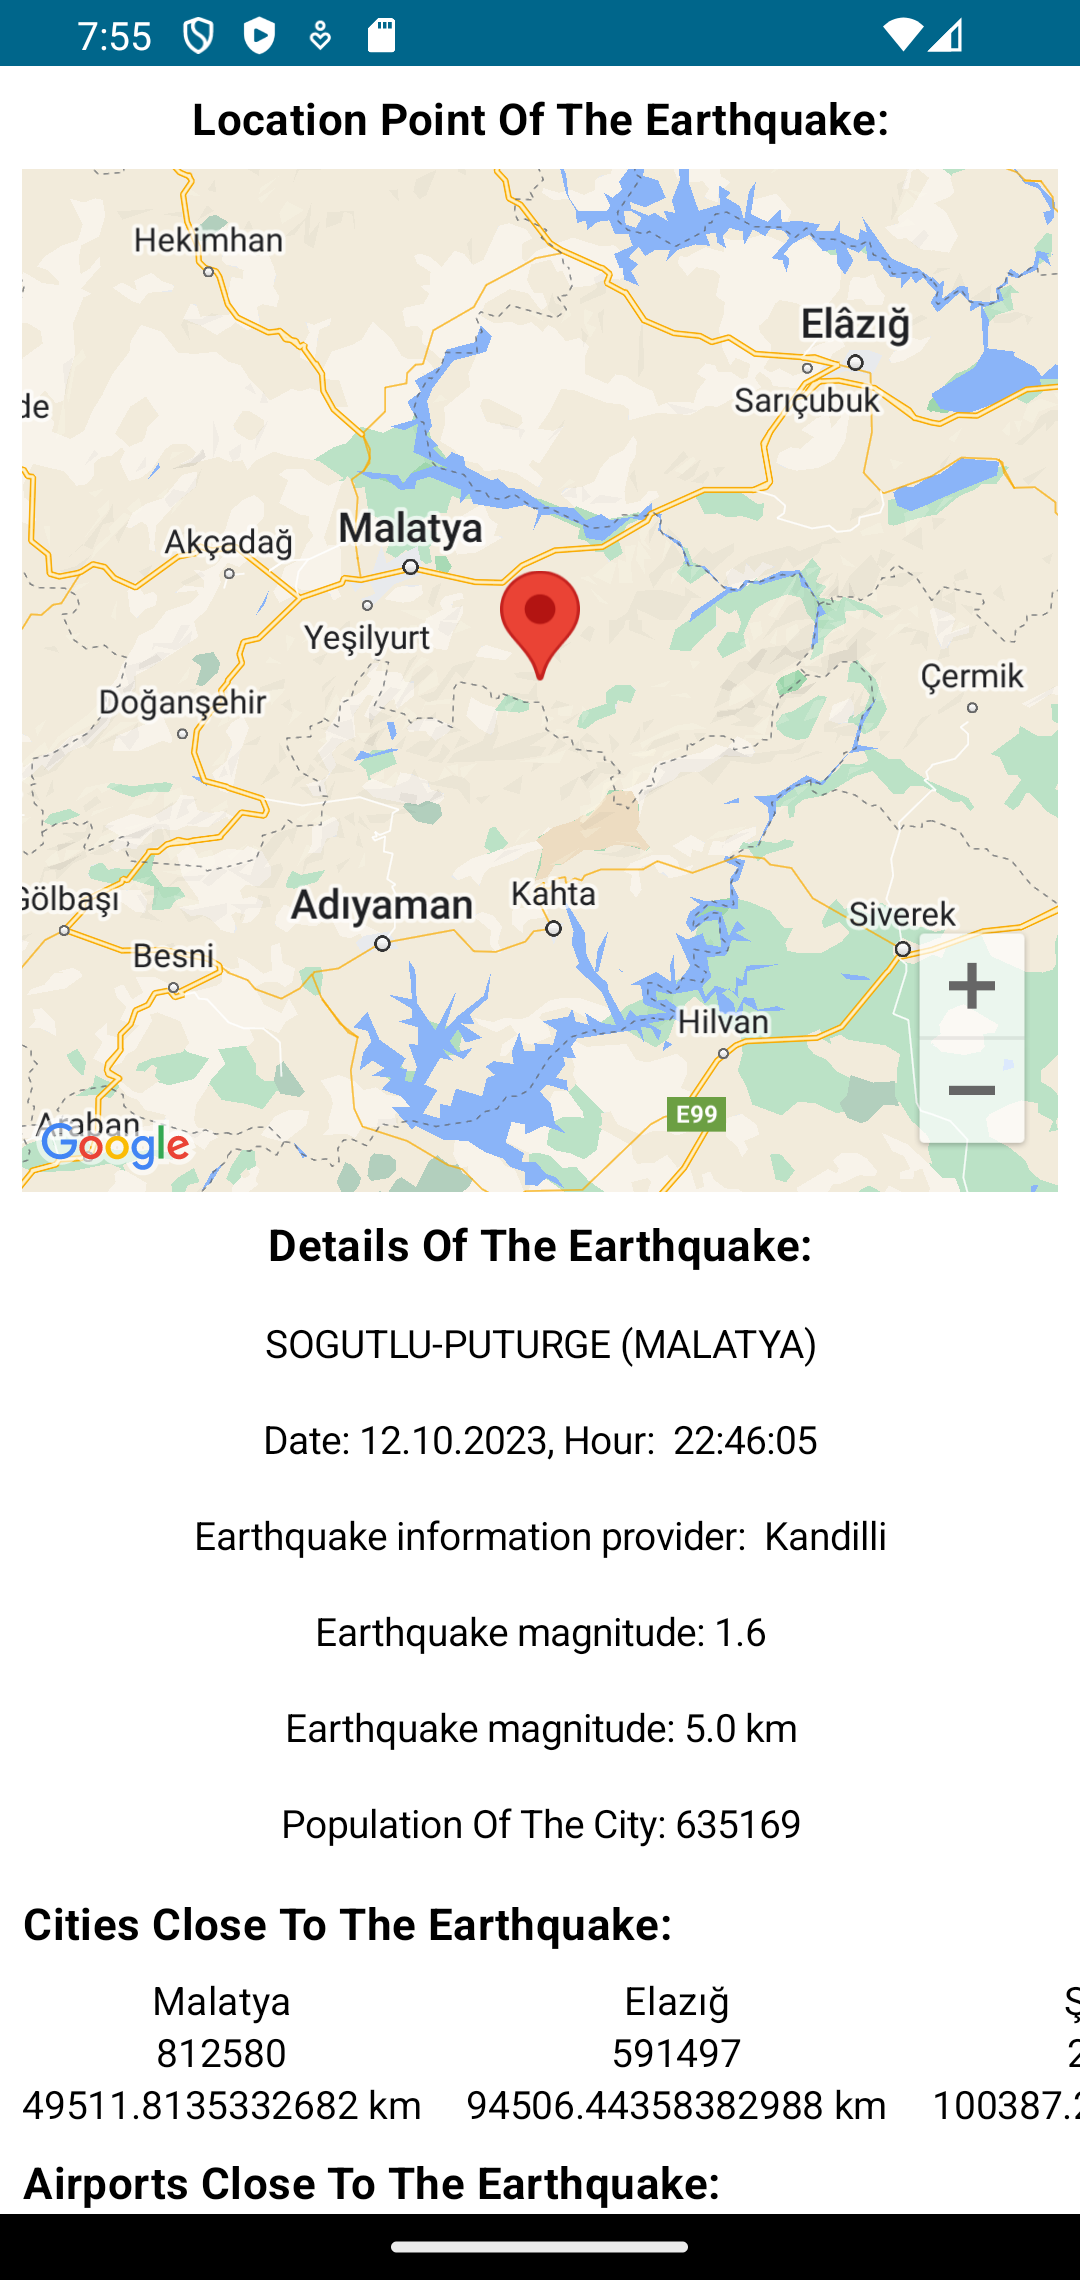 7:55
Location Point Of The Earthquake:
Hekimhan
Elâzığ
Sarıçubuk
de
Malatya
Akçadağ
Yeşilyurt
Çermik
Doğanşehir
Gölbaşı
Adıyaman
Kahta
Siverek
Besni
Hilvan
E99
Araban
Google
Details Of The Earthquake:
SOGUTLU-PUTURGE (MALATYA)
Date: 12.10.2023, Hour:  22:46:05
Earthquake information provider:  Kandilli
Earthquake magnitude: 1.6
Earthquake magnitude: 5.0 km
Population Of The City: 635169
Cities Close To The Earthquake:
Malatya Elazığ Ş
812580 591497 2
49511.8135332682 km 94506.44358382988 km 100387.2
Airports Close To The Earthquake: